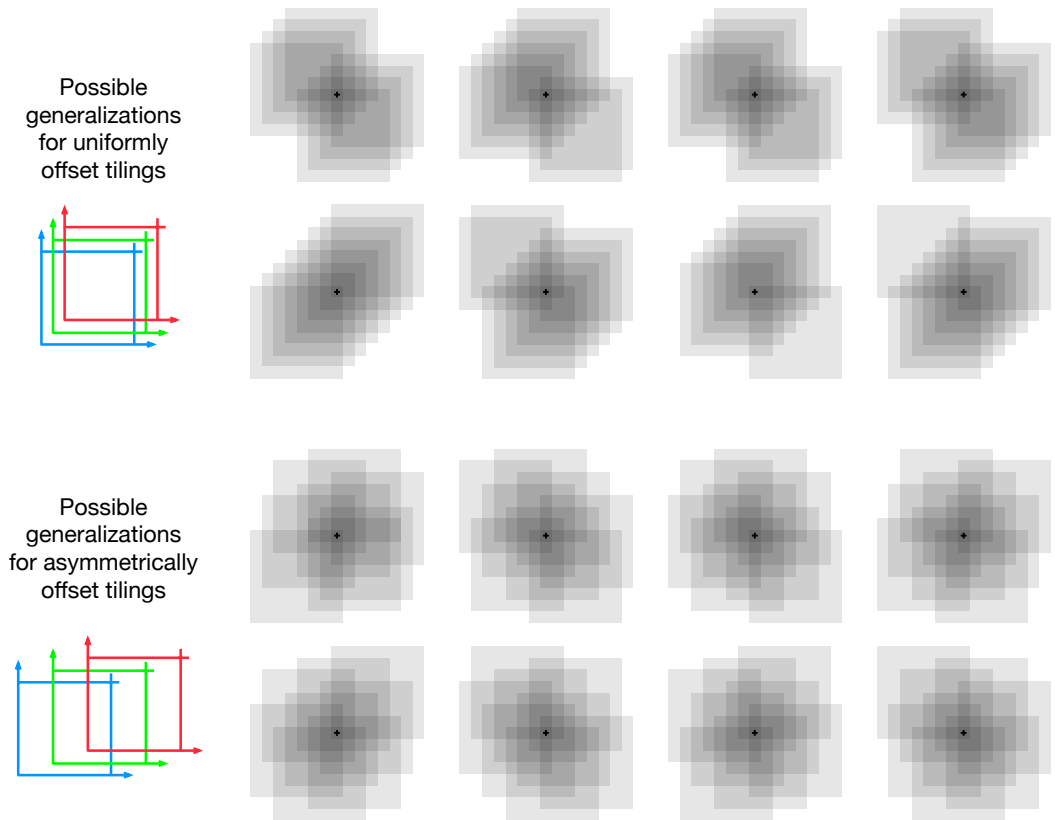 Possible
generalizations
for uniformly
offset tilings
Possible
generalizations
for asymmetrically
offset tilings